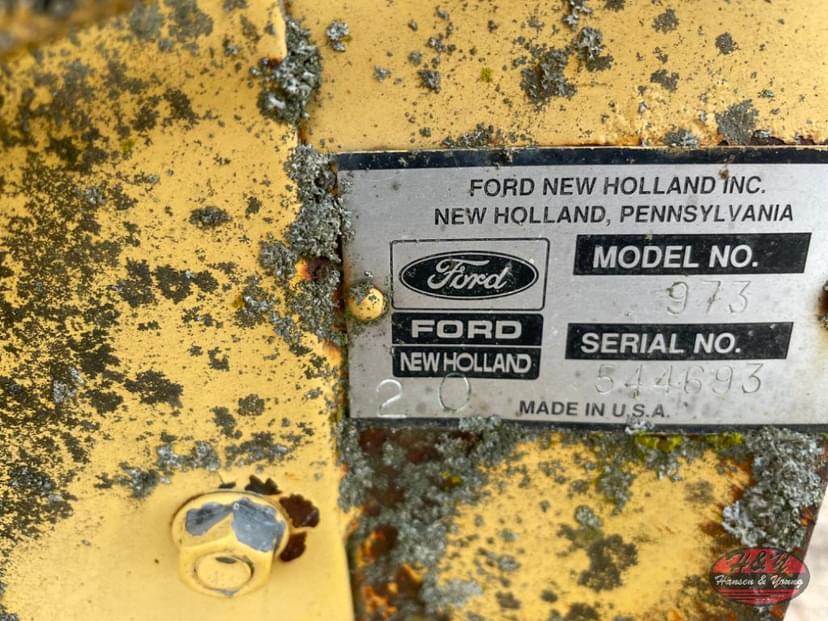 FORD NEW HOLLAND INC.
NEW HOLLAND, PENNSYLVANIA
Ford
FORD
NEW HOLLAND
MODEL NO.
973
SERIAL NO.
544693
20
MADE IN U.S.A.
H&Y
Hansen & Young